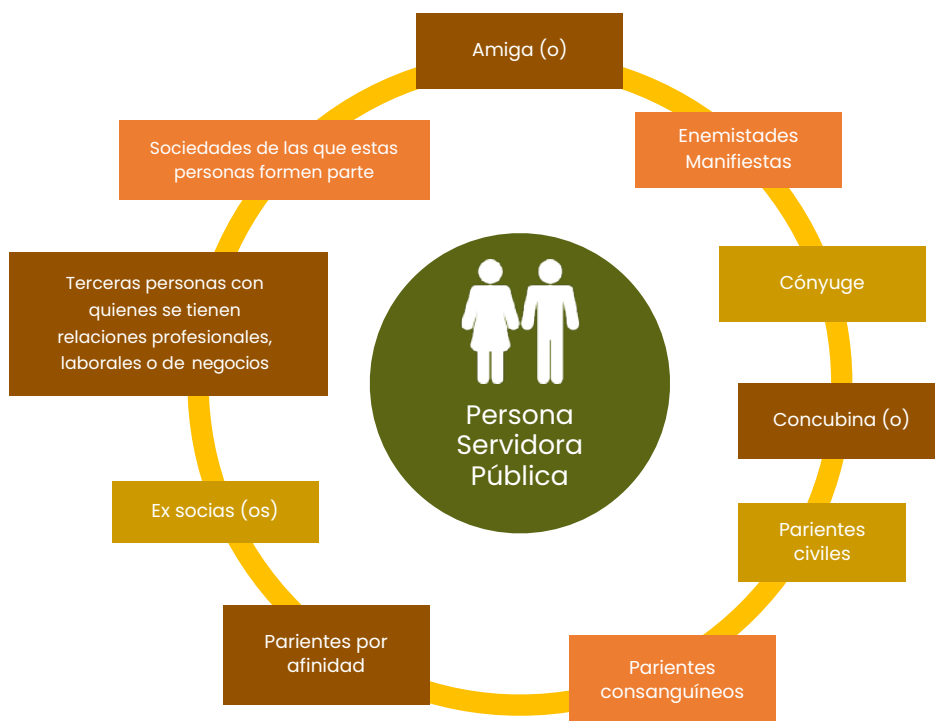 Amiga (o)
Enemistades
Manifiestas
Cónyuge
Concubina (o)
Parientes
civiles
Parientes
consanguíneos
Parientes por
afinidad
Ex socias (os)
Terceras personas con
quienes se tienen
relaciones profesionales,
laborales o de negocios
Sociedades de las que estas
personas formen parte
Persona
Servidora
Pública